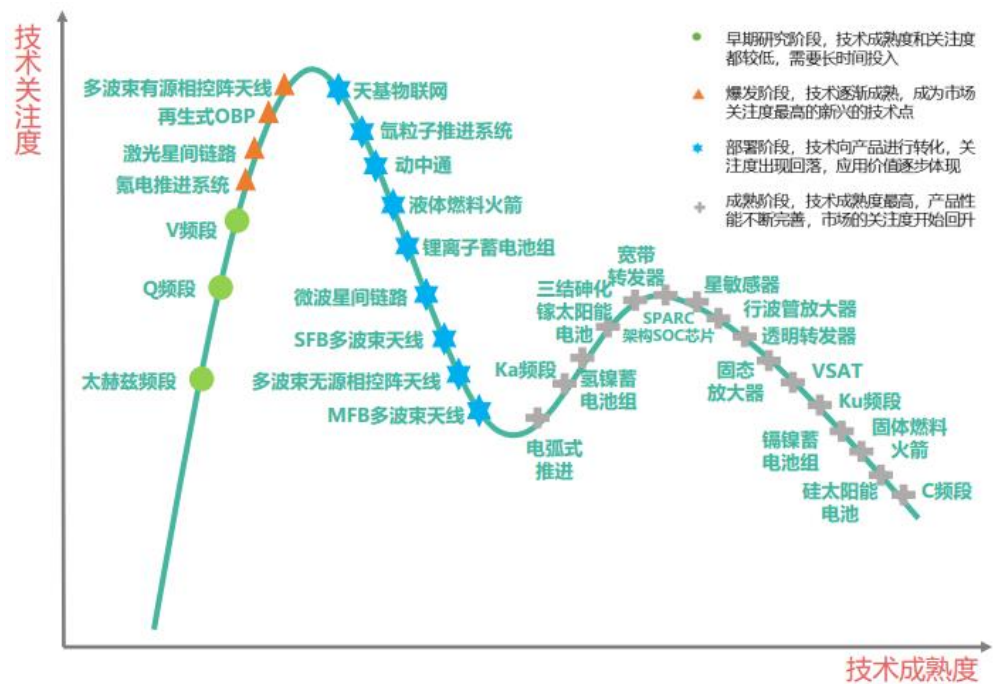 技术关注度
早期研究阶段，技术成熟度和关注度
都较低，需要长时间投入
爆发阶段，技术逐渐成熟，成为市场
关注度最高的新兴的技术点
部署阶段，技术向产品进行转化，关
注度出现回落，应用价值逐步体现
成熟阶段，技术成熟度最高，产品性
能不断完善，市场的关注度开始回升
多波束有源相控阵天线
再生式OBP
激光星间链路
氪电推进系统
V频段
Q频段
太赫兹频段
天基物联网
氙粒子推进系统
动中通
液体燃料火箭
锂离子蓄电池组
微波星间链路
SFB多波束天线
多波束无源相控阵天线
MFB多波束天线
电弧式
推进
Ka频段
氢镍蓄
电池组
三结砷化
镓太阳能
电池
宽带
转发器
SPARC
架构SOC芯片
星敏感器
行波管放大器
透明转发器
固态
放大器
VSAT
Ku频段
镉镍蓄
电池组
固体燃料
火箭
硅太阳能
电池
C频段
技术成熟度